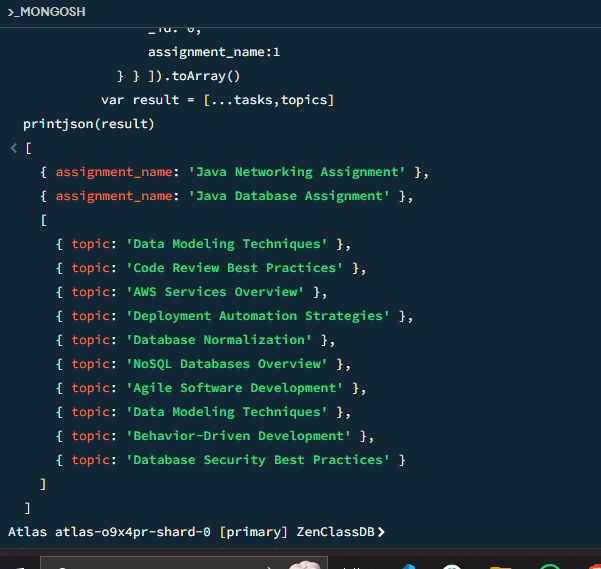 >_MONGOSH
_id: 0,
assignment_name:1
} } ]).toArray()
var result = [...tasks,topics]
printjson(result)
< [
{ assignment_name: 'Java Networking Assignment' },
{ assignment_name: 'Java Database Assignment' },
[
{ topic: 'Data Modeling Techniques' },
{ topic: 'Code Review Best Practices' },
{ topic: 'AWS Services Overview' },
{ topic: 'Deployment Automation Strategies' },
{ topic: 'Database Normalization' },
{ topic: 'NoSQL Databases Overview' },
{ topic: 'Agile Software Development' },
{ topic: 'Data Modeling Techniques' },
{ topic: 'Behavior-Driven Development' },
{ topic: 'Database Security Best Practices' }
]
]
Atlas atlas-o9x4pr-shard-0 [primary] ZenClassDB>